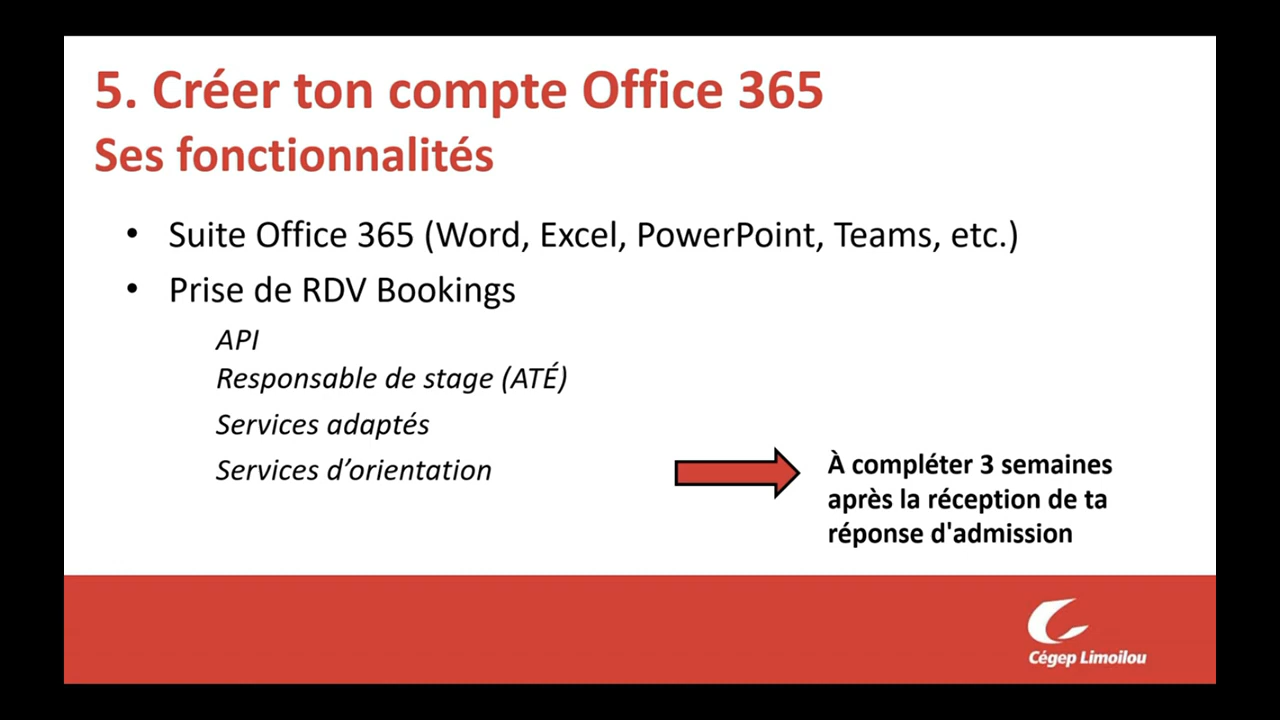 5. Créer ton compte Office 365
Ses fonctionnalités
• Suite Office 365 (Word, Excel, PowerPoint, Teams, etc.)
• Prise de RDV Bookings
API
Responsable de stage (ATÉ)
Services adaptés
Services d’orientation
À compléter 3 semaines
après la réception de ta
réponse d'admission
Cégep Limoilou